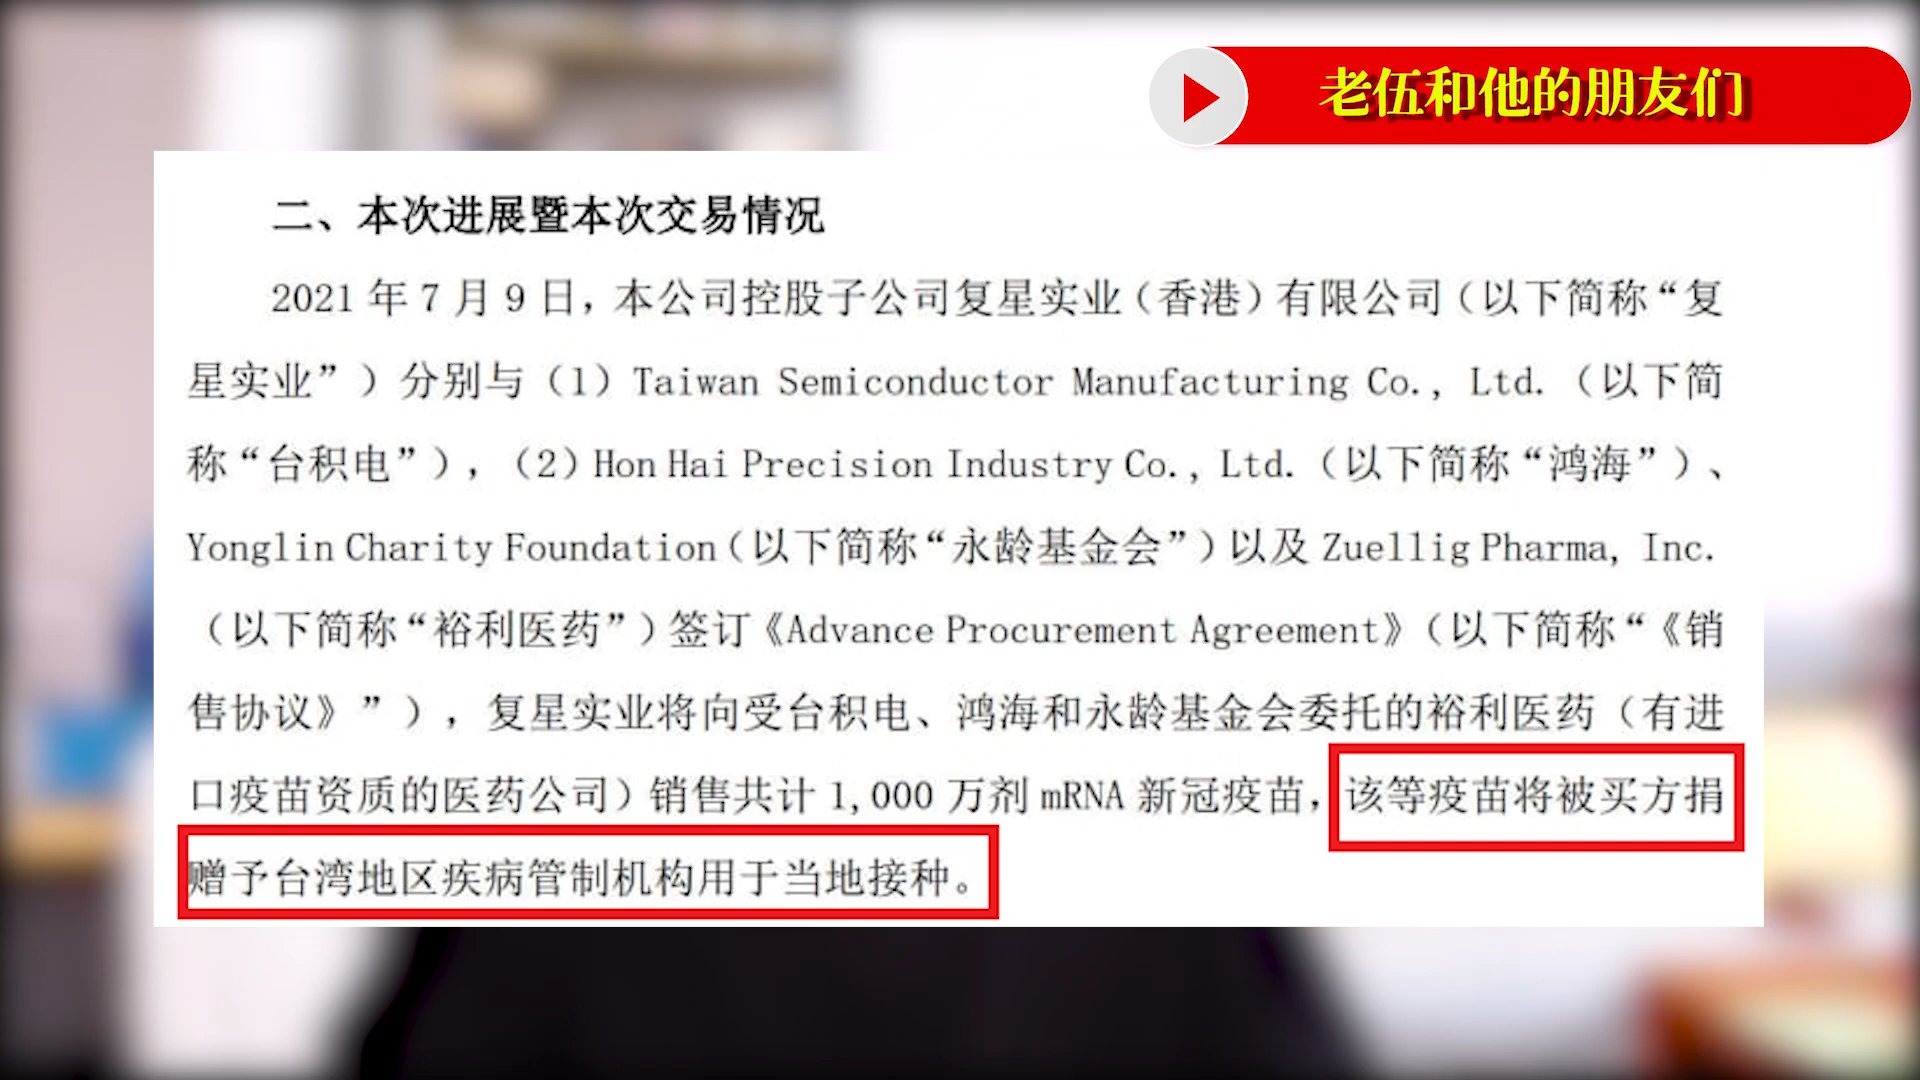 老伍和他的朋友们
二、本次进展暨本次交易情况
2021 年 7 月 9 日，本公司控股子公司复星实业（香港）有限公司（以下简称“复
星实业”）分别与（1）Taiwan Semiconductor Manufacturing Co., Ltd.（以下简
称“台积电”），（2）Hon Hai Precision Industry Co., Ltd.（以下简称“鸿海”）、
Yonglin Charity Foundation（以下简称“永龄基金会”）以及 Zuellig Pharma, Inc.
（以下简称“裕利医药”）签订《Advance Procurement Agreement》（以下简称“《销
售协议》”），复星实业将向受台积电、鸿海和永龄基金会委托的裕利医药（有进
口疫苗资质的医药公司）销售共计 1,000 万剂 mRNA 新冠疫苗，该等疫苗将被买方捐
赠予台湾地区疾病管制机构用于当地接种。